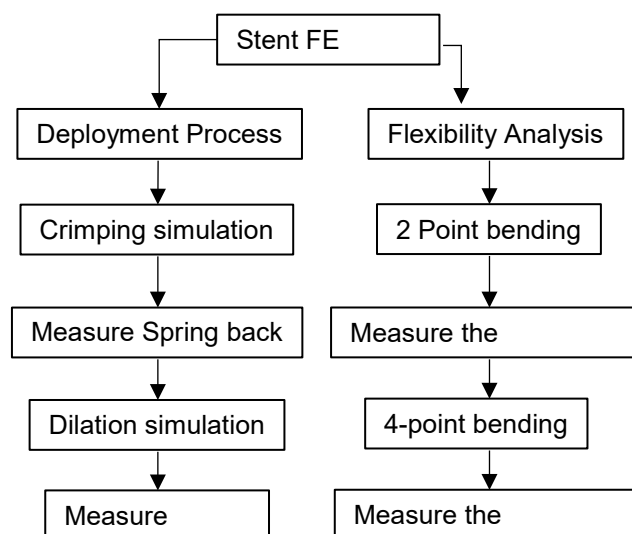 Stent FE
Deployment Process
Flexibility Analysis
Crimping simulation
2 Point bending
Measure Spring back
Measure the
Dilation simulation
4-point bending
Measure
Measure the